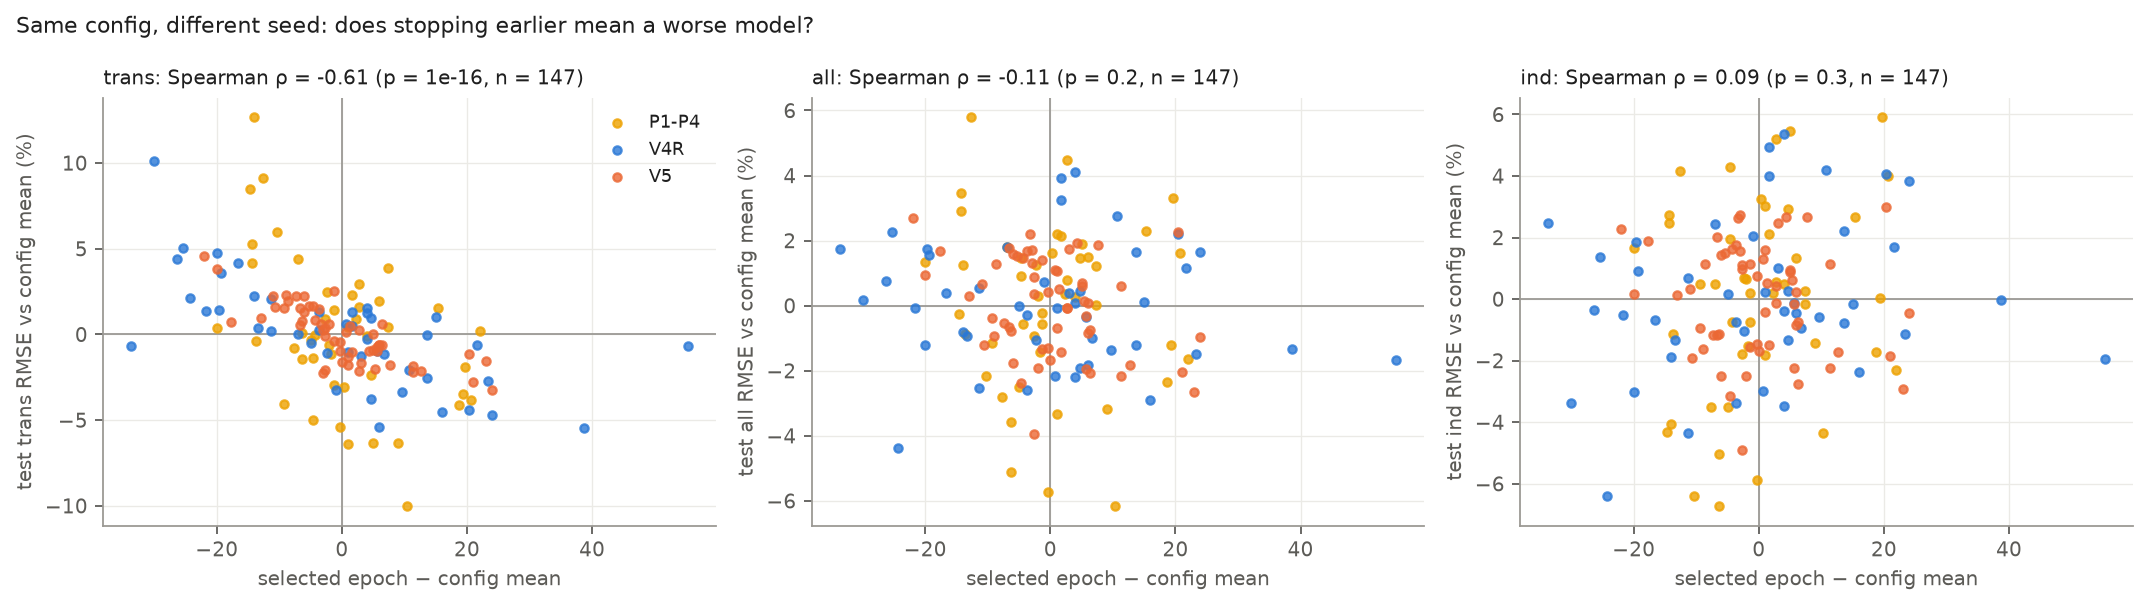 Same config, different seed: does stopping earlier mean a worse model?
trans: Spearman ρ = -0.61 (p = 1e-16, n = 147)
test trans RMSE vs config mean (%)
10
5
0
−5
−10
−20
0
20
40
selected epoch − config mean
P1-P4
V4R
V5
all: Spearman ρ = -0.11 (p = 0.2, n = 147)
test all RMSE vs config mean (%)
6
4
2
0
−2
−4
−6
−20
0
20
40
selected epoch − config mean
ind: Spearman ρ = 0.09 (p = 0.3, n = 147)
test ind RMSE vs config mean (%)
6
4
2
0
−2
−4
−6
−20
0
20
40
selected epoch − config mean